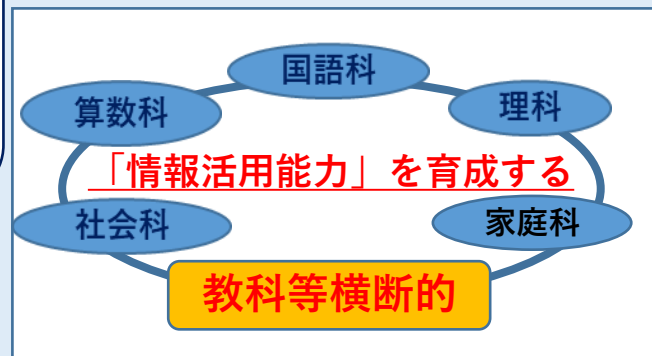 国語科
算数科
理科
「情報活用能力」を育成する
社会科
家庭科
教科等横断的